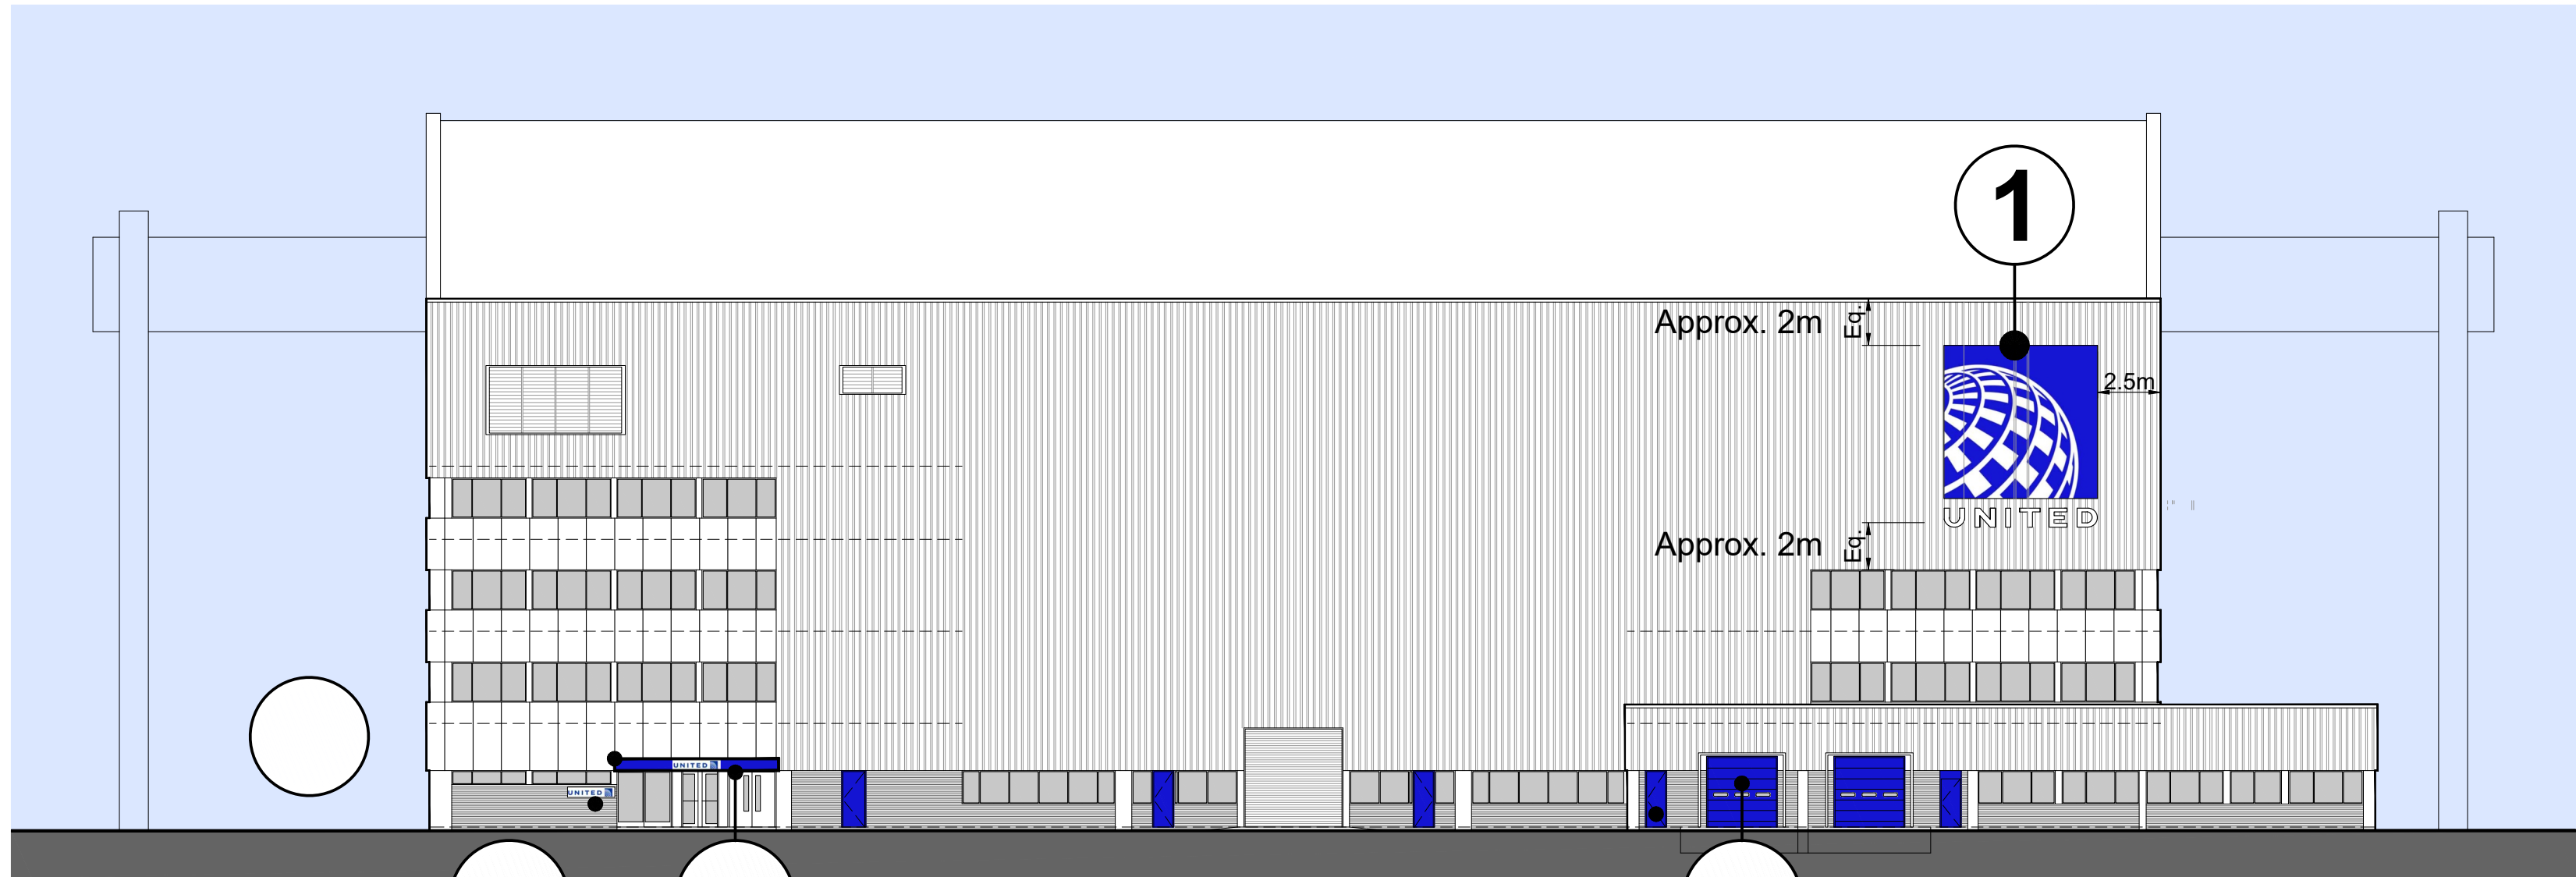 1
Approx. 2m
Eq.
2.5m
UNITED
Approx. 2m
Eq.
UNITED
UNITED